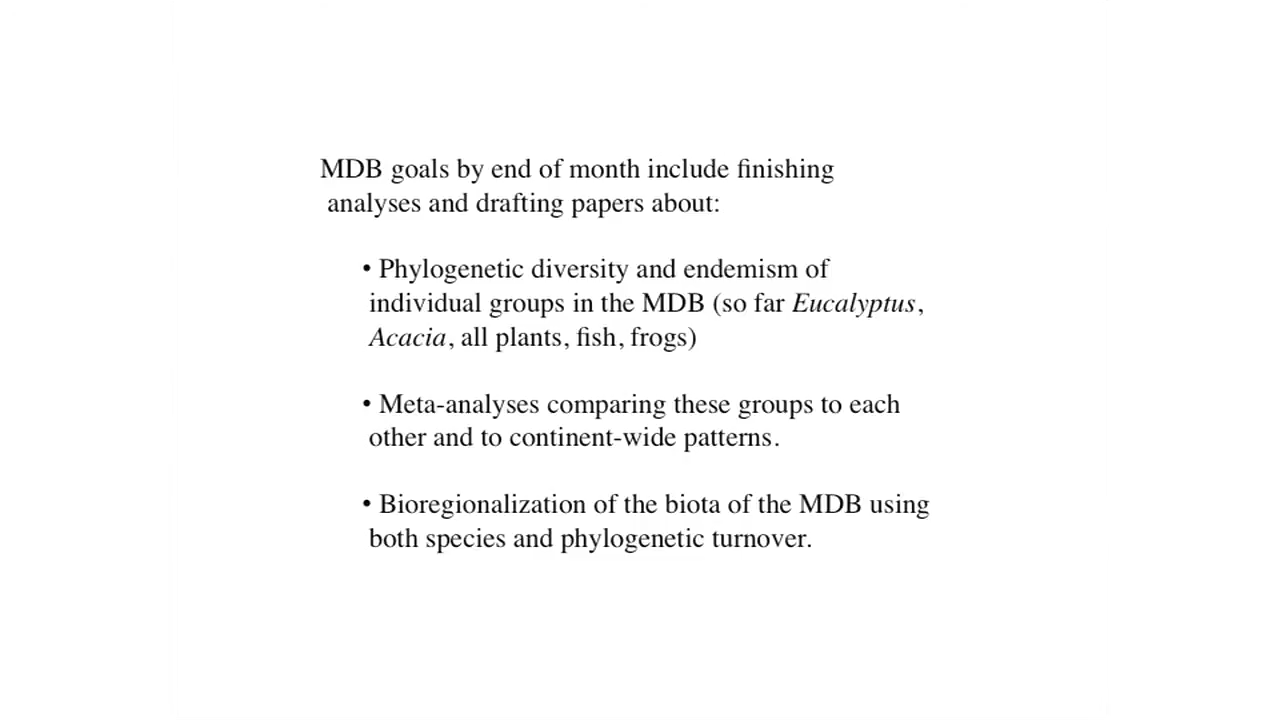 MDB goals by end of month include finishing
analyses and drafting papers about:
• Phylogenetic diversity and endemism of
individual groups in the MDB (so far Eucalyptus,
Acacia, all plants, fish, frogs)
• Meta-analyses comparing these groups to each
other and to continent-wide patterns.
• Bioregionalization of the biota of the MDB using
both species and phylogenetic turnover.